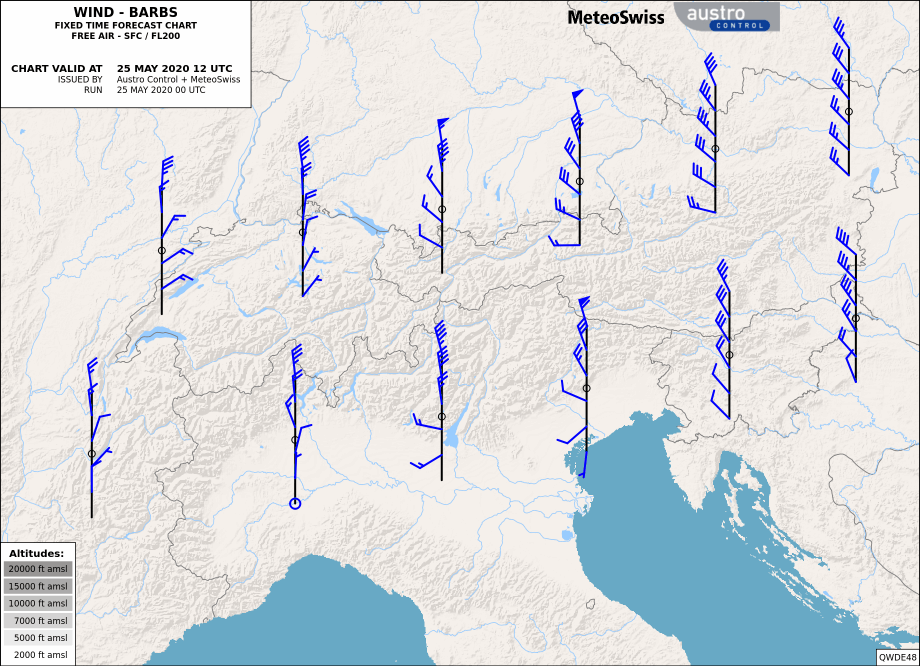 WIND - BARBS
FIXED TIME FORECAST CHART
FREE AIR - SFC / FL200
CHART VALID AT 25 MAY 2020 12 UTC
ISSUED BY Austro Control + MeteoSwiss
RUN 25 MAY 2020 00 UTC
MeteoSwiss
austro
CONTROL
Altitudes:
20000 ft amsl
15000 ft amsl
10000 ft amsl
7000 ft amsl
5000 ft amsl
2000 ft amsl
QWDE48